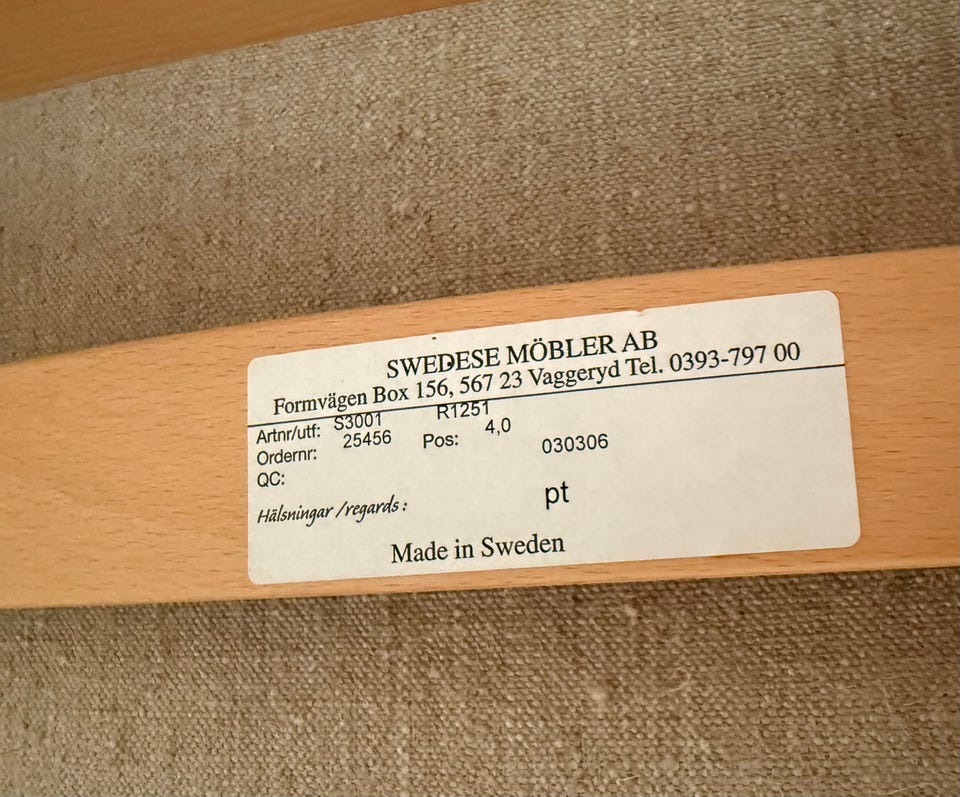 SWEDESE MÖBLER AB
Formvägen Box 156, 567 23 Vaggeryd Tel. 0393-797 00
Artnr/utf: S3001 R1251
Ordernr: 25456 Pos: 4,0 030306
QC:
Hälsningar /regards: pt
Made in Sweden